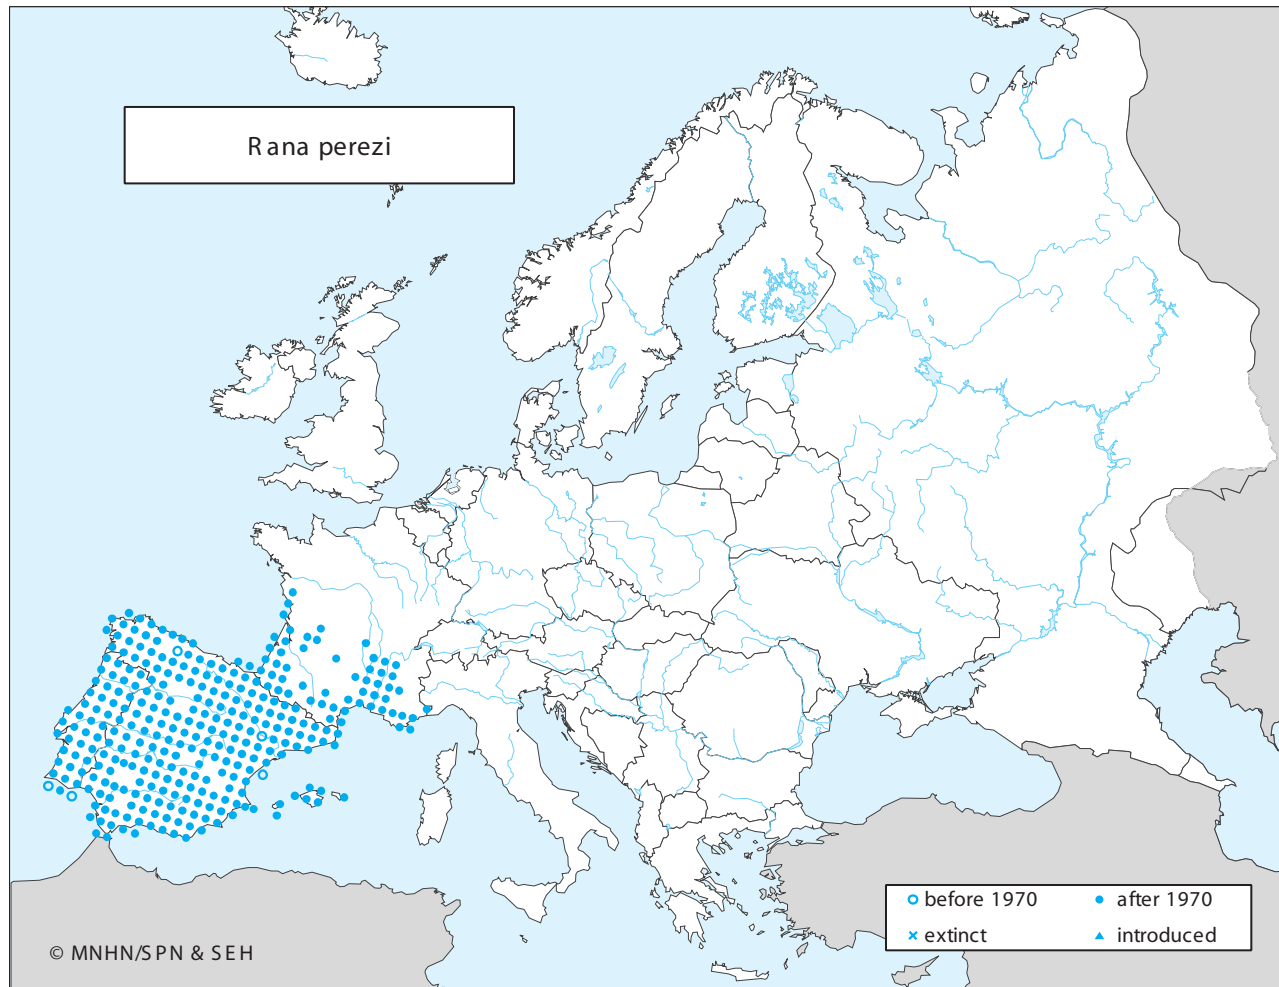 Rana perezi
before 1970
after 1970
extinct
introduced
© MNHN/SPN & SEH